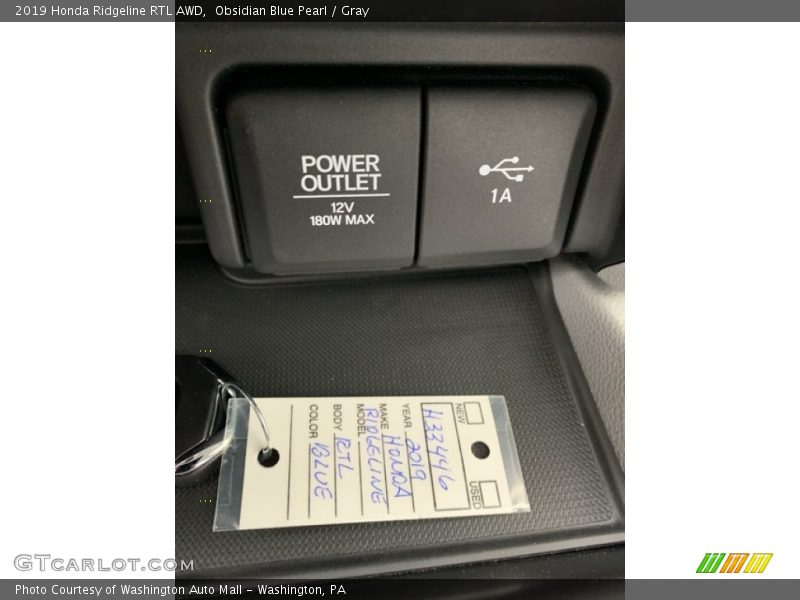 2019 Honda Ridgeline RTL AWD,  Obsidian Blue Pearl / Gray
POWER
OUTLET
12V
180W MAX
1A
NEW
USED
H33446
YEAR 2019
MAKE HONDA
MODEL RIDGELINE
BODY RTL
COLOR BLUE
GTcarlot.com
Photo Courtesy of Washington Auto Mall - Washington, PA